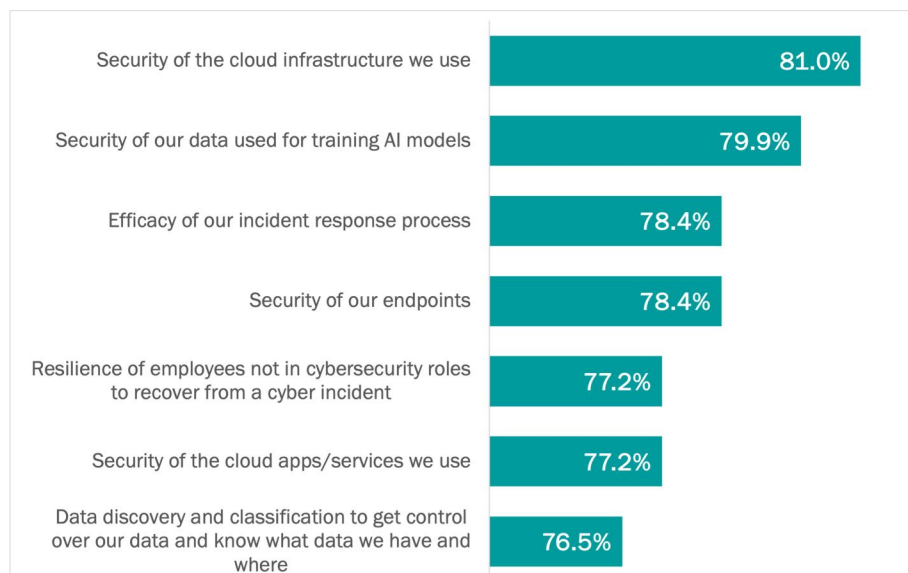 Security of the cloud infrastructure we use
81.0%
Security of our data used for training AI models
79.9%
Efficacy of our incident response process
78.4%
Security of our endpoints
78.4%
Resilience of employees not in cybersecurity roles
to recover from a cyber incident
77.2%
Security of the cloud apps/services we use
77.2%
Data discovery and classification to get control
over our data and know what data we have and
where
76.5%